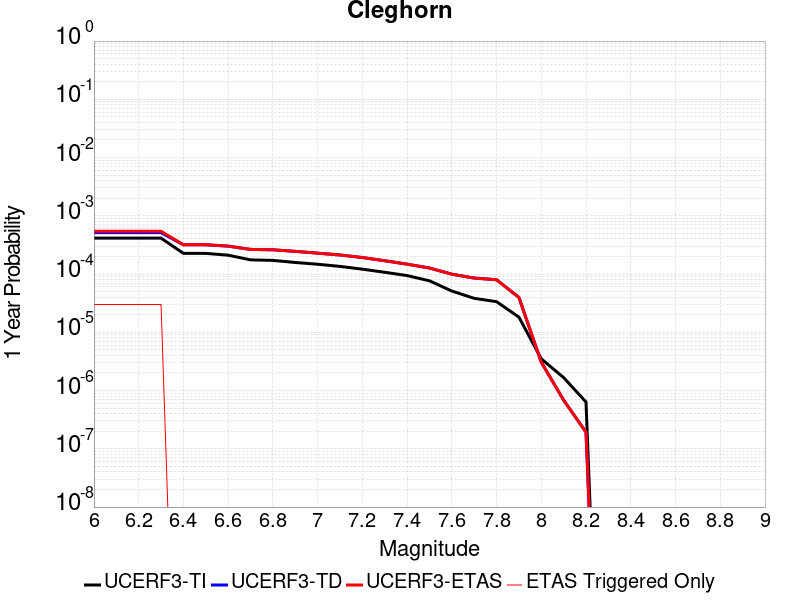 Cleghorn
10^0
10^-1
10^-2
10^-3
10^-4
10^-5
10^-6
10^-7
10^-8
1 Year Probability
6 6.2 6.4 6.6 6.8 7 7.2 7.4 7.6 7.8 8 8.2 8.4 8.6 8.8 9
Magnitude
UCERF3-TI UCERF3-TD UCERF3-ETAS ETAS Triggered Only